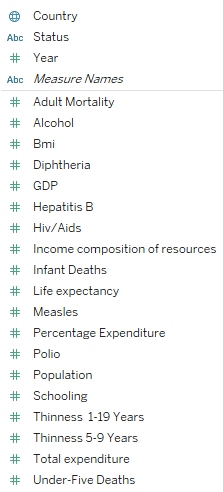 Country
Abc Status
# Year
Abc Measure Names
# Adult Mortality
# Alcohol
# Bmi
# Diphtheria
# GDP
# Hepatitis B
# Hiv/Aids
# Income composition of resources
# Infant Deaths
# Life expectancy
# Measles
# Percentage Expenditure
# Polio
# Population
# Schooling
# Thinness  1-19 Years
# Thinness 5-9 Years
# Total expenditure
# Under-Five Deaths